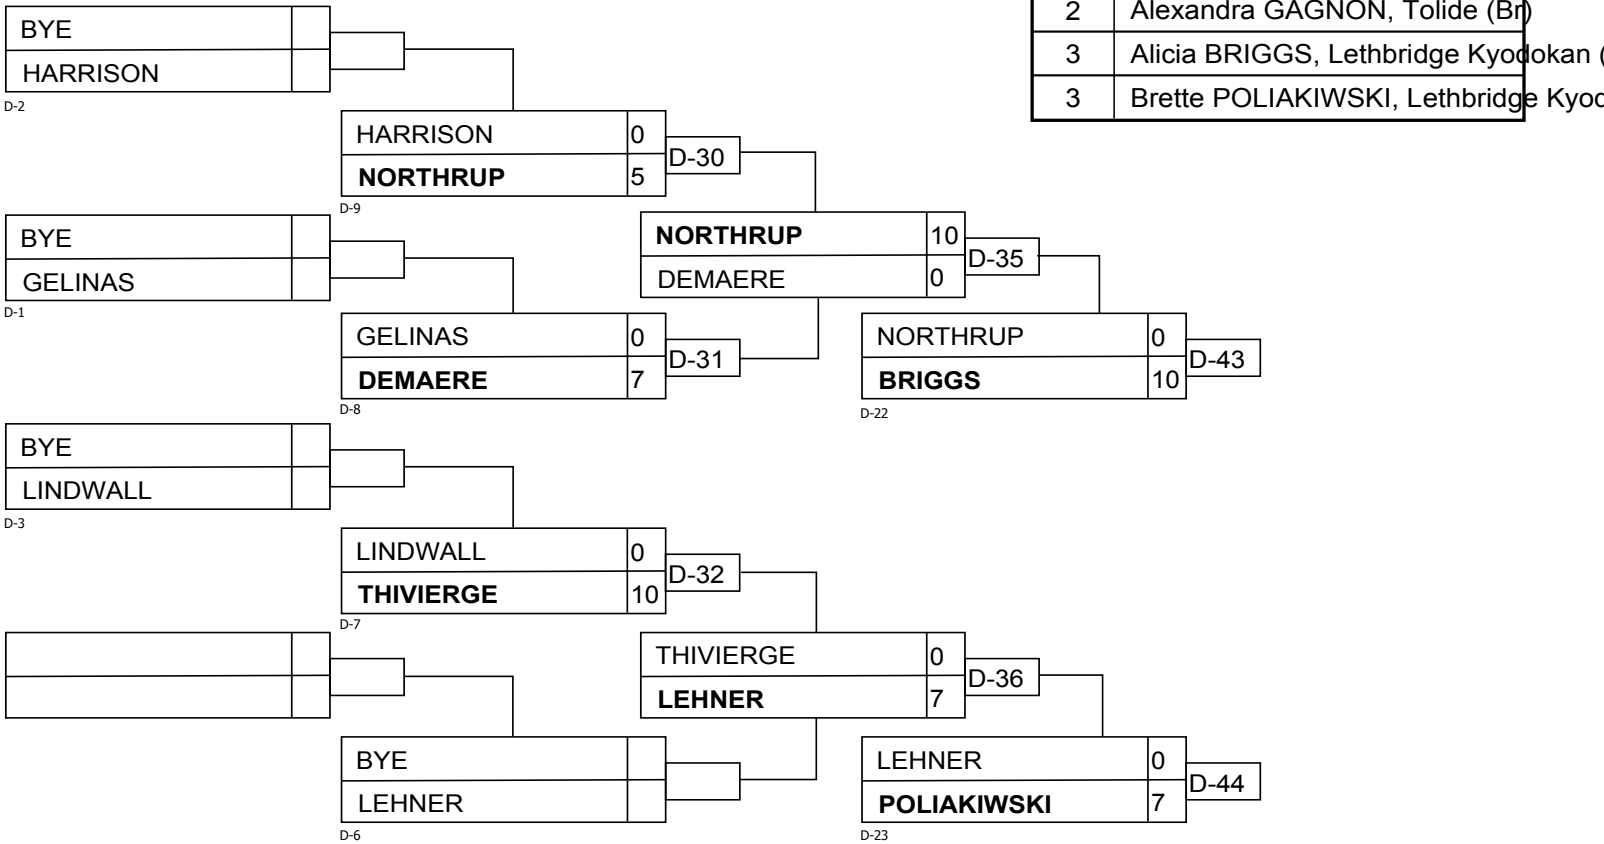 2 Alexandra GAGNON, Tolide (Br)
3 Alicia BRIGGS, Lethbridge Kyodokan (
3 Brette POLIAKIWSKI, Lethbridge Kyod
BYE
HARRISON
D-2
HARRISON 0
NORTHRUP 5
D-30
D-9
BYE
GELINAS
D-1
NORTHRUP 10
DEMAERE 0
D-35
GELINAS 0
DEMAERE 7
D-31
D-8
NORTHRUP 0
BRIGGS 10
D-43
D-22
BYE
LINDWALL
D-3
LINDWALL 0
THIVIERGE 10
D-32
D-7
THIVIERGE 0
LEHNER 7
D-36
BYE
LEHNER
D-6
LEHNER 0
POLIAKIWSKI 7
D-44
D-23